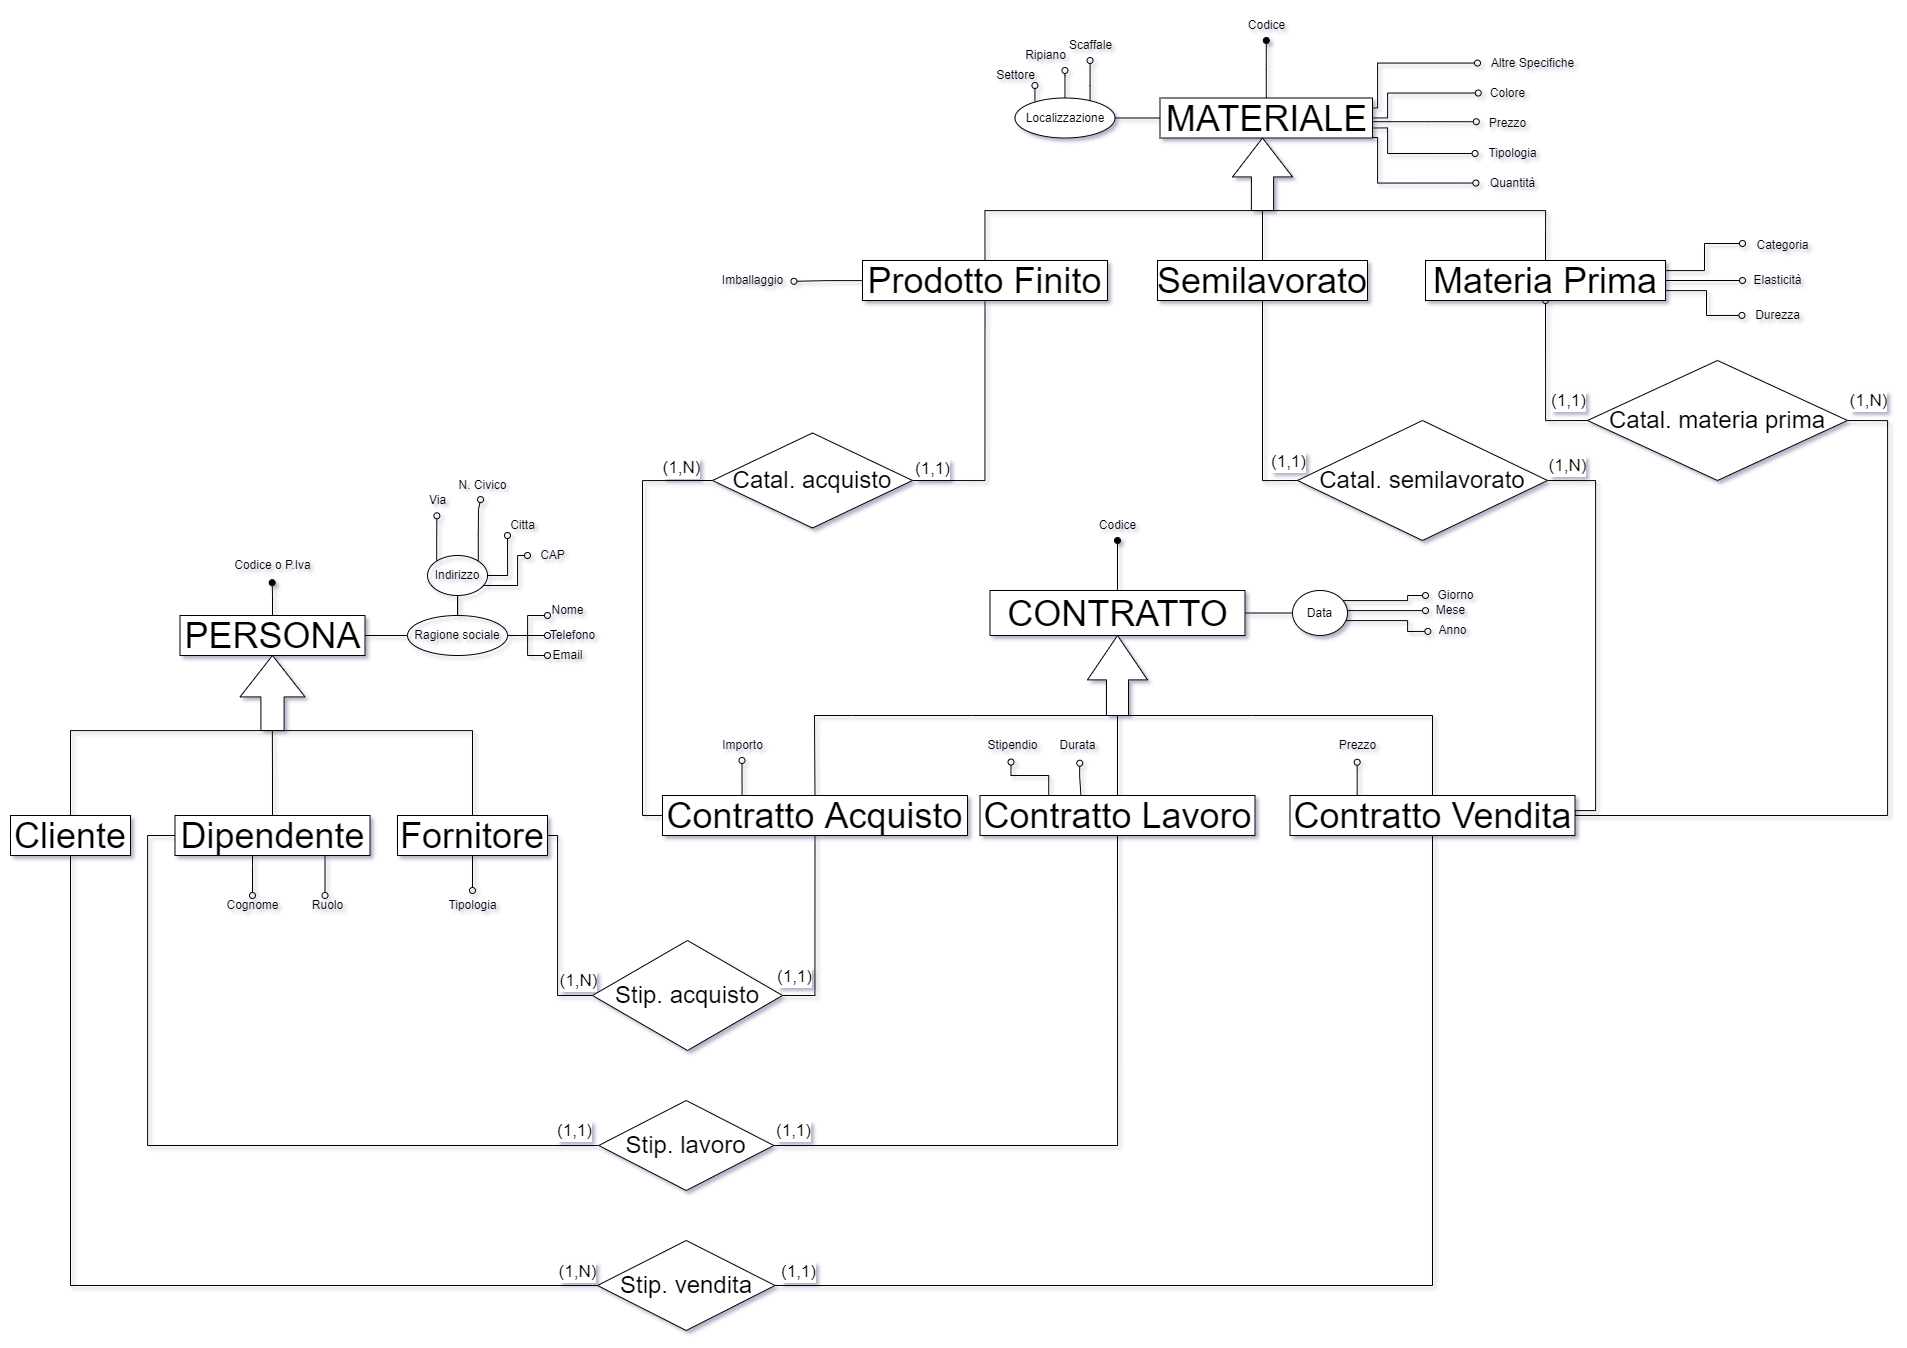 Codice
Scaffale
Ripiano
Settore
Localizzazione
MATERIALE
Altre Specifiche
Colore
Prezzo
Tipologia
Quantità
Imballaggio
Prodotto Finito
Semilavorato
Materia Prima
Categoria
Elasticità
Durezza
(1,1)
Catal. materia prima
(1,N)
(1,N)
Catal. acquisto
(1,1)
(1,1)
Catal. semilavorato
(1,N)
Via
N. Civico
Citta
CAP
Indirizzo
Codice o P.Iva
PERSONA
Ragione sociale
Nome
Telefono
Email
Codice
CONTRATTO
Data
Giorno
Mese
Anno
Importo
Stipendio
Durata
Prezzo
Cliente
Dipendente
Fornitore
Contratto Acquisto
Contratto Lavoro
Contratto Vendita
Cognome
Ruolo
Tipologia
(1,N)
Stip. acquisto
(1,1)
(1,1)
Stip. lavoro
(1,1)
(1,N)
Stip. vendita
(1,1)